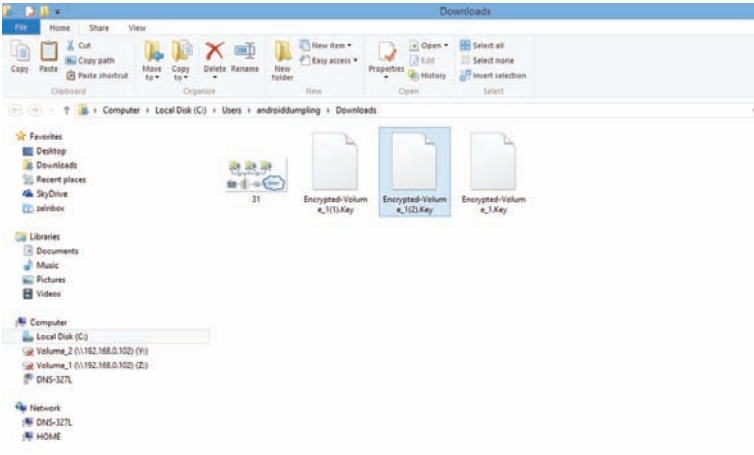 Downloads
File Home Share View
Copy
Paste
Cut
Copy path
Paste shortcut
Move to
Copy to
Delete
Rename
New folder
New item
Easy access
Properties
Open
Edit
History
Select all
Select none
Invert selection
Clipboard Organize New Open Select
Computer Local Disk (C:) Users androiddumpling Downloads
Favorites
Desktop
Downloads
Recent places
SkyDrive
zeinbox
Libraries
Documents
Music
Pictures
Videos
Computer
Local Disk (C:)
Volume_2 (\\192.168.0.102) (Y:)
Volume_1 (\\192.168.0.102) (Z:)
DNS-327L
Network
DNS-327L
HOME
31
Encrypted-Volum
e_1(1).Key
Encrypted-Volum
e_1(2).Key
Encrypted-Volum
e_1.Key